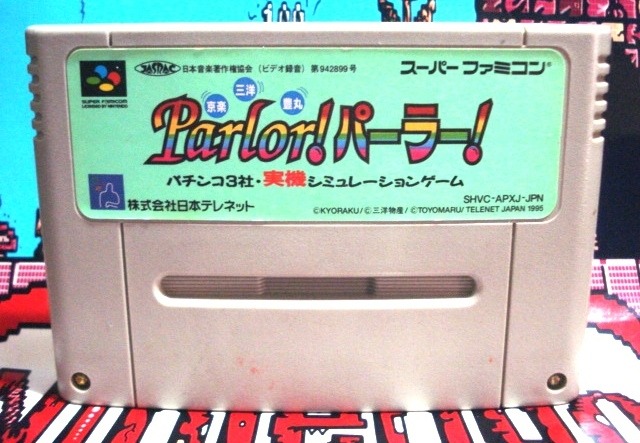 JASRAC 日本音楽著作権協会 (ビデオ録音) 第942899号
スーパーファミコン®
SUPER FAMICOM
LICENSED BY NINTENDO
京楽 三洋 豊丸
Parlor! パーラー!
パチンコ3社・実機シミュレーションゲーム
SHVC-APXJ-JPN
株式会社日本テレネット
©KYORAKU/©三洋物産/©TOYOMARU/TELENET JAPAN 1995